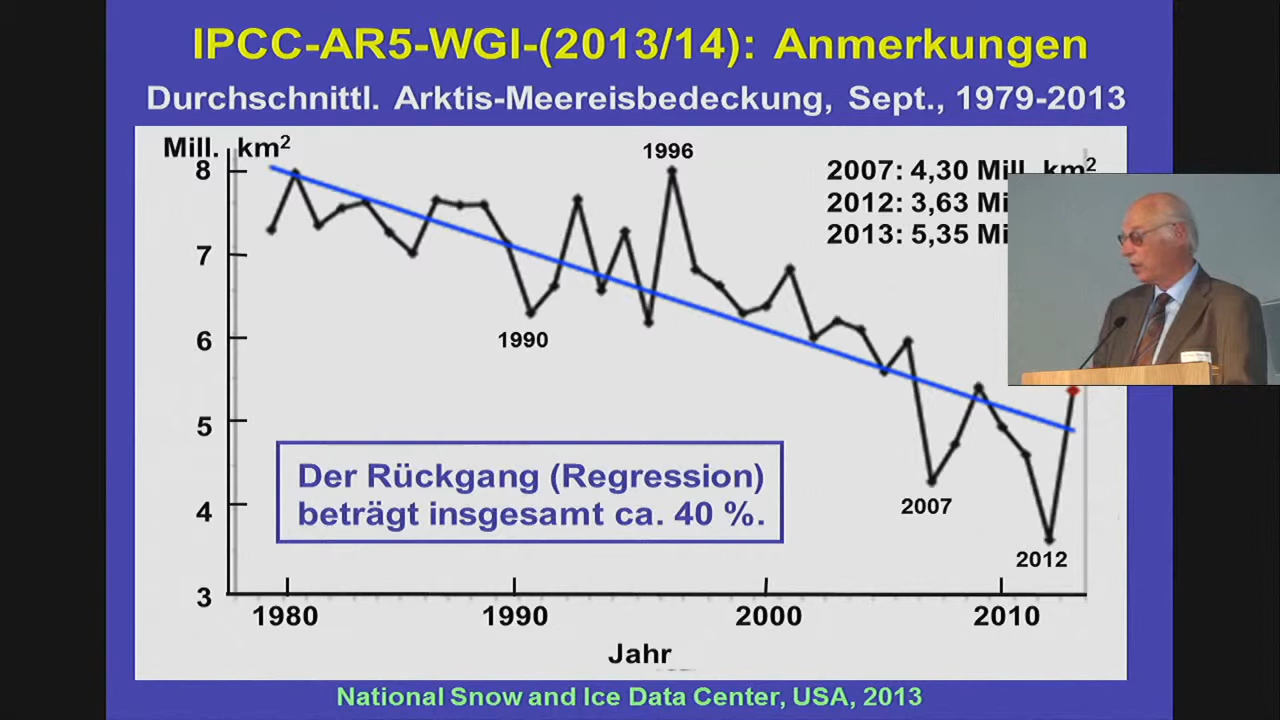 IPCC-AR5-WGI-(2013/14): Anmerkungen
Durchschnittl. Arktis-Meereisbedeckung, Sept., 1979-2013
Mill. km²
1996
2007: 4,30 Mill. km²
2012: 3,63
2013: 5,35
8
7
6
5
4
3
1990
2007
2012
Der Rückgang (Regression)
beträgt insgesamt ca. 40 %.
1980
1990
2000
2010
Jahr
National Snow and Ice Data Center, USA, 2013